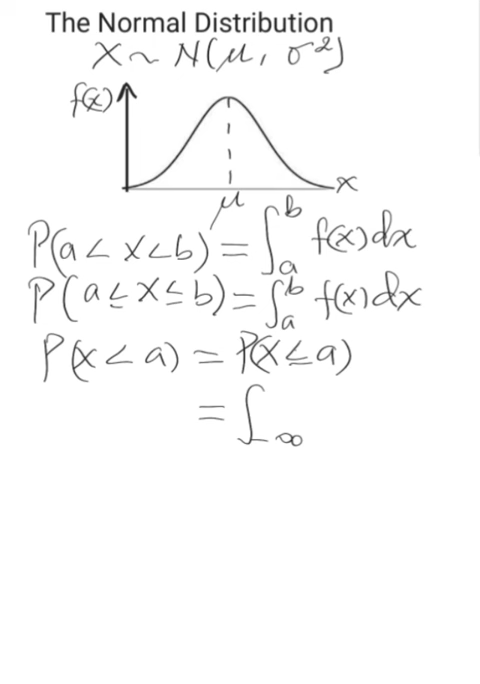 The Normal Distribution
X ~ N(μ, σ²)
f(x)
x
μ
P(a < X < b) = ∫ₐᵇ f(x)dx
P(a ≤ X ≤ b) = ∫ₐᵇ f(x)dx
P(X < a) = P(X ≤ a)
= ∫₋∞